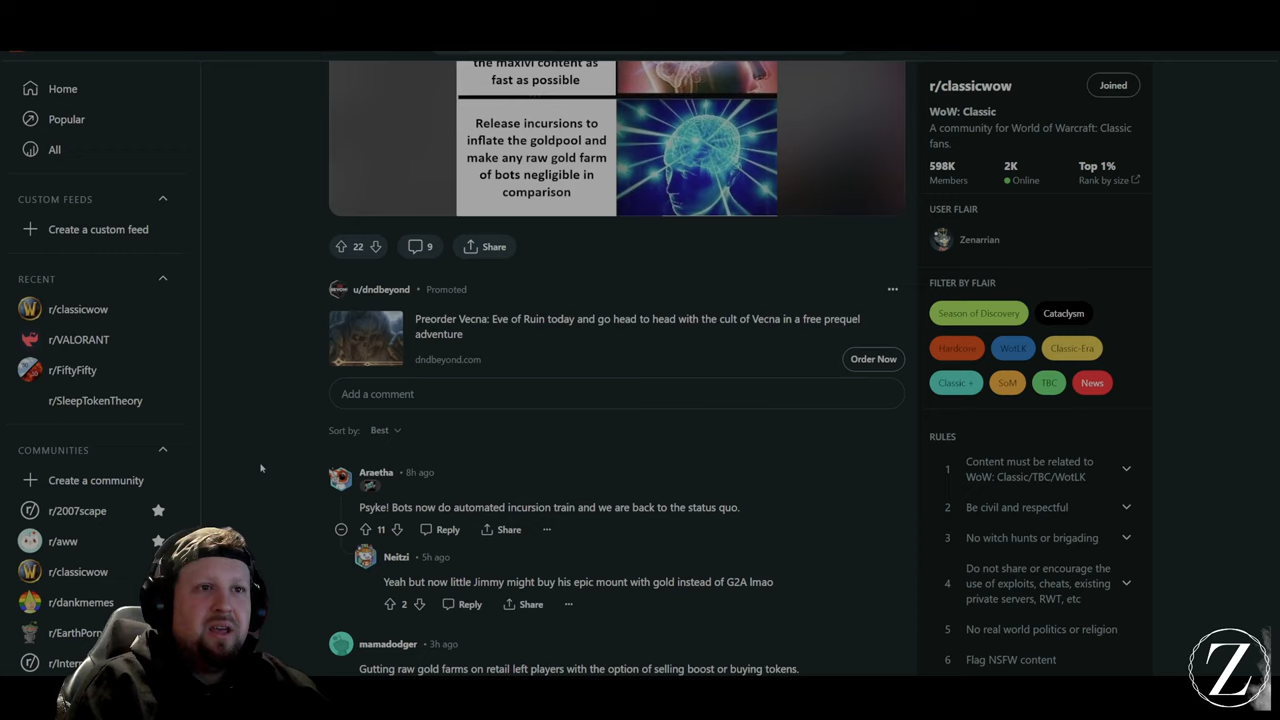 Home
Popular
All
CUSTOM FEEDS
Create a custom feed
RECENT
r/classicwow
r/VALORANT
r/FiftyFifty
r/SleepTokenTheory
COMMUNITIES
Create a community
r/2007scape
r/aww
r/classicwow
r/dankmemes
r/EarthPorn
r/Intern
the maxlvl content as
fast as possible
Release incursions to
inflate the goldpool and
make any raw gold farm
of bots negligible in
comparison
22
9
Share
u/dndbeyond • Promoted
Preorder Vecna: Eve of Ruin today and go head to head with the cult of Vecna in a free prequel
adventure
dndbeyond.com
Order Now
Add a comment
Sort by: Best
Araetha • 8h ago
Psyke! Bots now do automated incursion train and we are back to the status quo.
11 Reply Share
Neitzi • 5h ago
Yeah but now little Jimmy might buy his epic mount with gold instead of G2A lmao
2 Reply Share
mamadodger • 3h ago
Gutting raw gold farms on retail left players with the option of selling boost or buying tokens.
r/classicwow
Joined
WoW: Classic
A community for World of Warcraft: Classic
fans.
598K 2K Top 1%
Members Online Rank by size
USER FLAIR
Zenarrian
FILTER BY FLAIR
Season of Discovery Cataclysm
Hardcore WotLK Classic-Era
Classic + SoM TBC News
RULES
1 Content must be related to
WoW: Classic/TBC/WotLK
2 Be civil and respectful
3 No witch hunts or brigading
4 Do not share or encourage the
use of exploits, cheats, existing
private servers, RWT, etc
5 No real world politics or religion
6 Flag NSFW content
Z